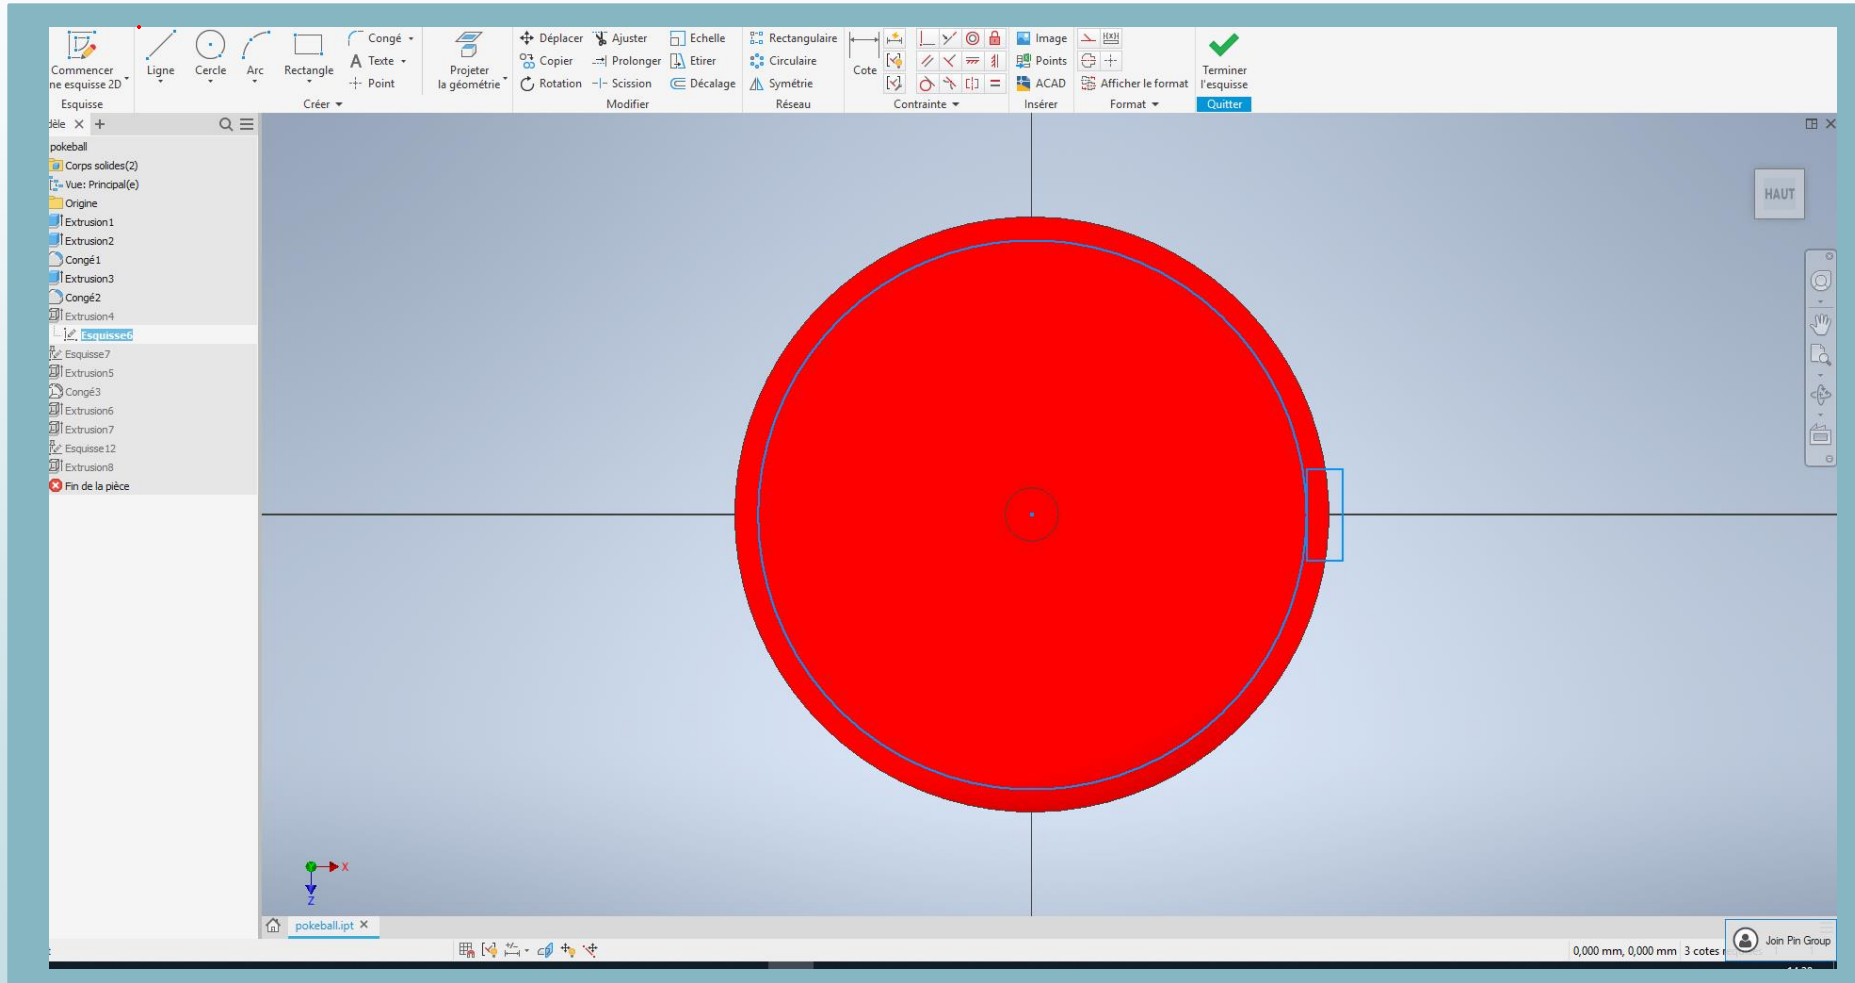 Commencer
ne esquisse 2D
Ligne
Cercle
Arc
Rectangle
Congé
Texte
Point
Projeter
la géométrie
Déplacer
Copier
Rotation
Ajuster
Prolonger
Scission
Echelle
Etirer
Décalage
Rectangulaire
Circulaire
Symétrie
Cote
Image
Points
ACAD
Afficher le format
Terminer
l'esquisse
Esquisse
Créer
Modifier
Réseau
Contrainte
Insérer
Format
Quitter
dèle
pokeball
Corps solides(2)
Vue: Principal(e)
Origine
Extrusion1
Extrusion2
Congé1
Extrusion3
Congé2
Extrusion4
Esquisse6
Esquisse7
Extrusion5
Congé3
Extrusion6
Extrusion7
Esquisse12
Extrusion8
Fin de la pièce
HAUT
X
Z
pokeball.ipt
0,000 mm, 0,000 mm 3 cotes r
Join Pin Group